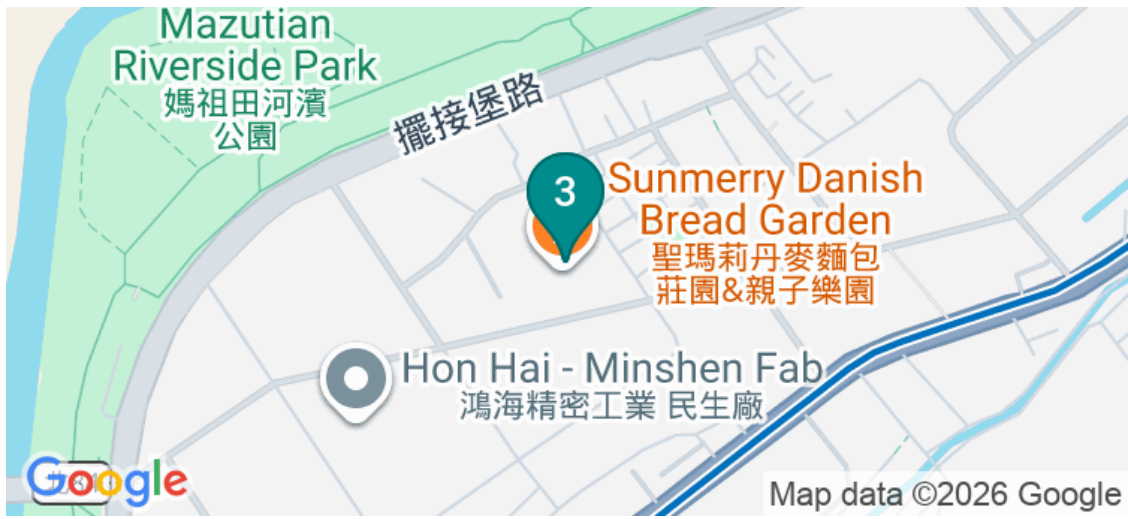 Mazutian
Riverside Park
媽祖田河濱
公園
擺接堡路
3
Sunmerry Danish
Bread Garden
聖瑪莉丹麥麵包
莊園&親子樂園
Hon Hai - Minshen Fab
鴻海精密工業 民生廠
Google
Map data ©2026 Google